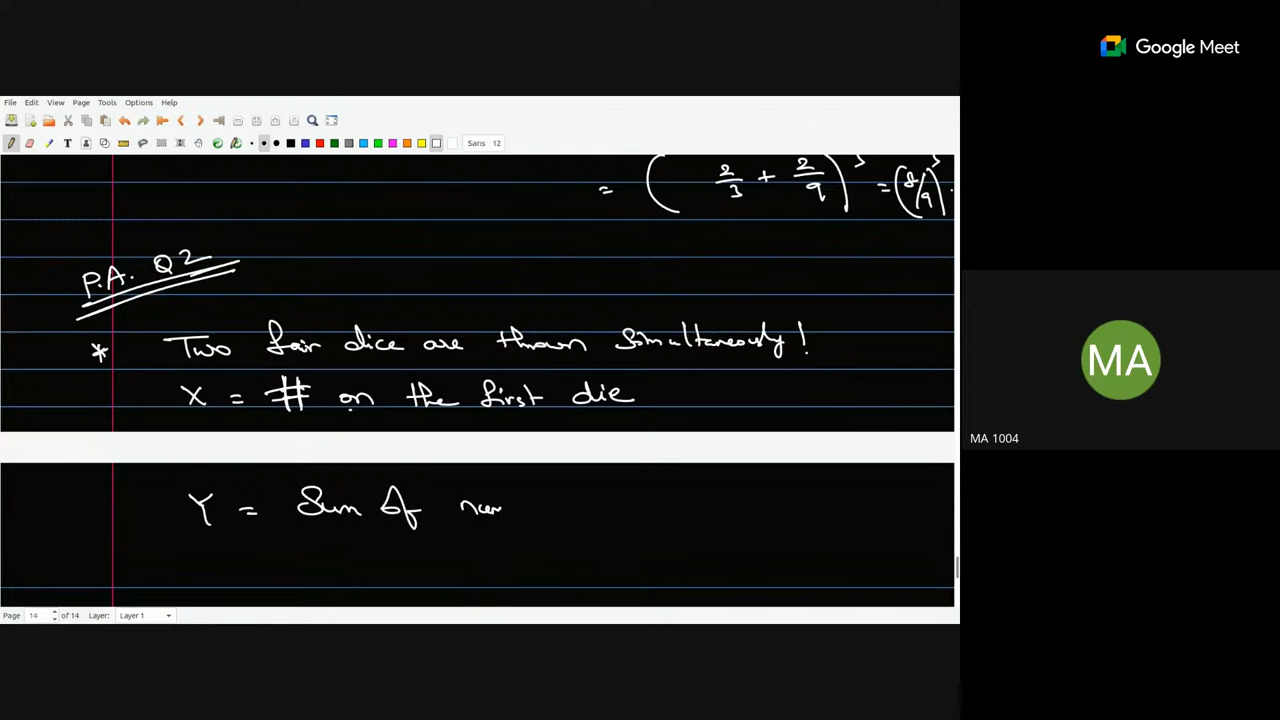 Google Meet
File Edit View Page Tools Options Help
T Sans 12
= ( 2/3 + 2/9 )³ = (8/9)³.
P.A. Q2
* Two fair dice are thrown simultaneously!
X = # on the first die
Y = Sum of num
Page 14 of 14 Layer: Layer 1
MA
MA 1004